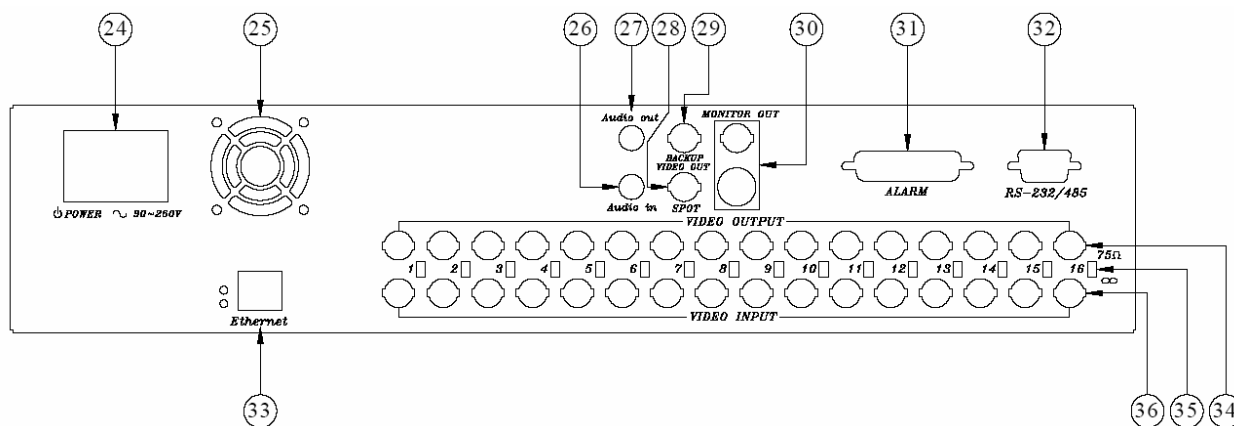 24 25 26 27 28 29 30 31 32
Audio out
MONITOR OUT
BACKUP
VIDEO OUT
ALARM
RS-232/485
⏻ POWER ∿ 90~260V
Audio in
SPOT
VIDEO OUTPUT
1 2 3 4 5 6 7 8 9 10 11 12 13 14 15 16
75Ω
∞
Ethernet
VIDEO INPUT
33 36 35 34